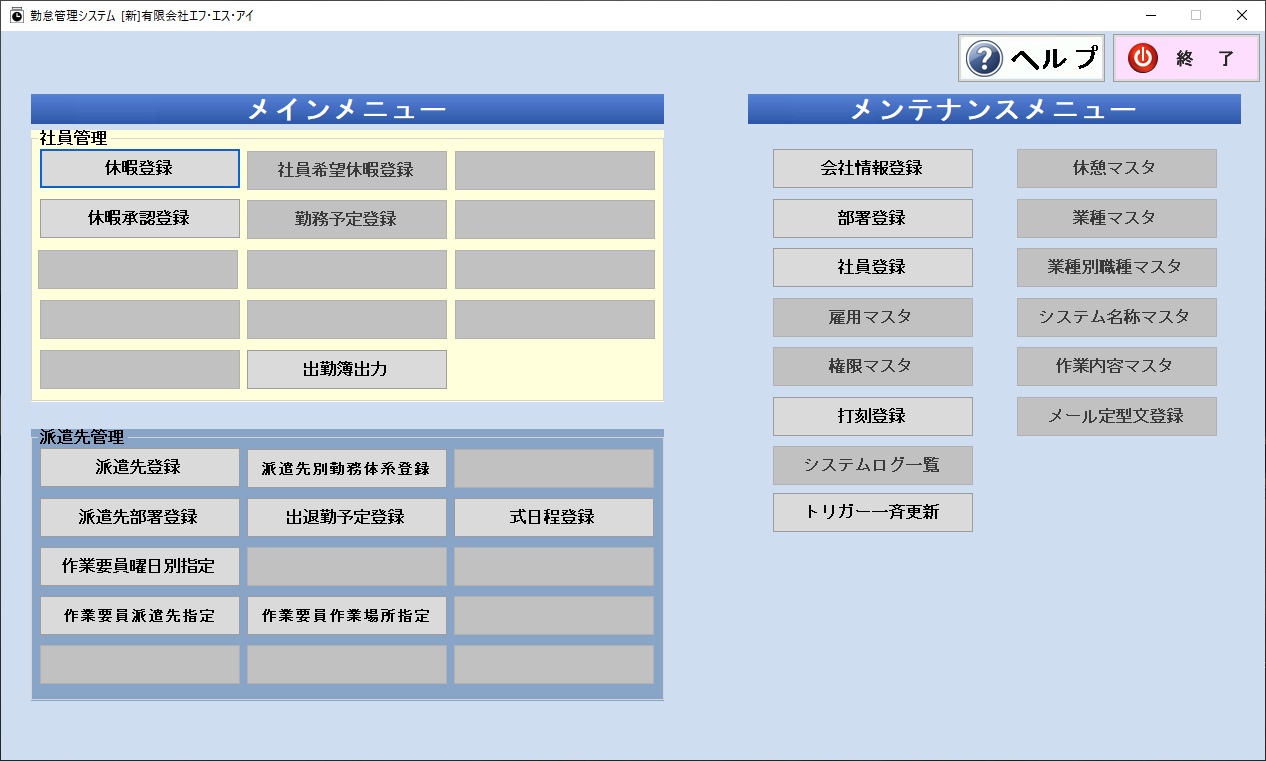 勤怠管理システム [新]有限会社エフ・エス・アイ
ヘルプ
終 了
メインメニュー
社員管理
休暇登録 社員希望休暇登録
休暇承認登録 勤務予定登録
出勤簿出力
派遣先管理
派遣先登録 派遣先別勤務体系登録
派遣先部署登録 出退勤予定登録 式日程登録
作業要員曜日別指定
作業要員派遣先指定 作業要員作業場所指定
メンテナンスメニュー
会社情報登録 休憩マスタ
部署登録 業種マスタ
社員登録 業種別職種マスタ
雇用マスタ システム名称マスタ
権限マスタ 作業内容マスタ
打刻登録 メール定型文登録
システムログ一覧
トリガー一斉更新